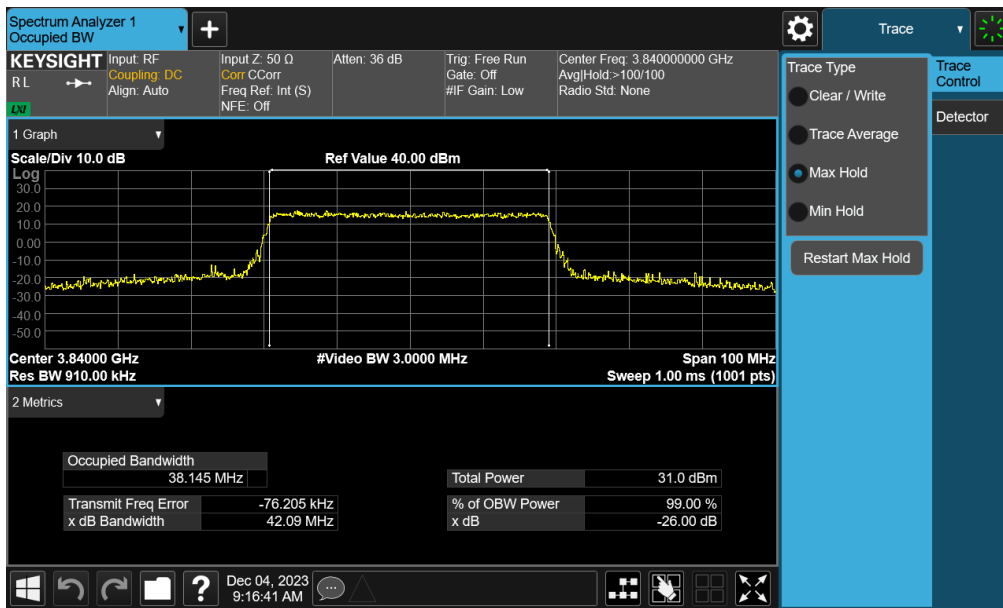 Spectrum Analyzer 1
Occupied BW
Trace
KEYSIGHT
R L
LXI
Input: RF
Coupling: DC
Align: Auto
Input Z: 50 Ω
Corr CCorr
Freq Ref: Int (S)
NFE: Off
Atten: 36 dB
Trig: Free Run
Gate: Off
#IF Gain: Low
Center Freq: 3.840000000 GHz
Avg|Hold:>100/100
Radio Std: None
Trace Type
Clear / Write
Trace Average
Max Hold
Min Hold
Restart Max Hold
Trace
Control
Detector
1 Graph
Scale/Div 10.0 dB
Ref Value 40.00 dBm
Log
30.0
20.0
10.0
0.00
-10.0
-20.0
-30.0
-40.0
-50.0
Center 3.84000 GHz
#Video BW 3.0000 MHz
Span 100 MHz
Res BW 910.00 kHz
Sweep 1.00 ms (1001 pts)
2 Metrics
Occupied Bandwidth
38.145 MHz
Total Power 31.0 dBm
Transmit Freq Error -76.205 kHz
% of OBW Power 99.00 %
x dB Bandwidth 42.09 MHz
x dB -26.00 dB
?
Dec 04, 2023
9:16:41 AM